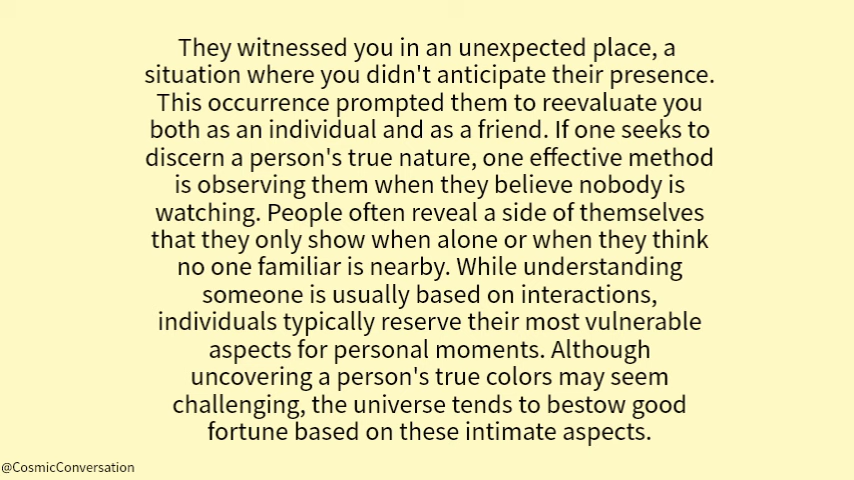 They witnessed you in an unexpected place, a
situation where you didn't anticipate their presence.
This occurrence prompted them to reevaluate you
both as an individual and as a friend. If one seeks to
discern a person's true nature, one effective method
is observing them when they believe nobody is
watching. People often reveal a side of themselves
that they only show when alone or when they think
no one familiar is nearby. While understanding
someone is usually based on interactions,
individuals typically reserve their most vulnerable
aspects for personal moments. Although
uncovering a person's true colors may seem
challenging, the universe tends to bestow good
fortune based on these intimate aspects.
@CosmicConversation